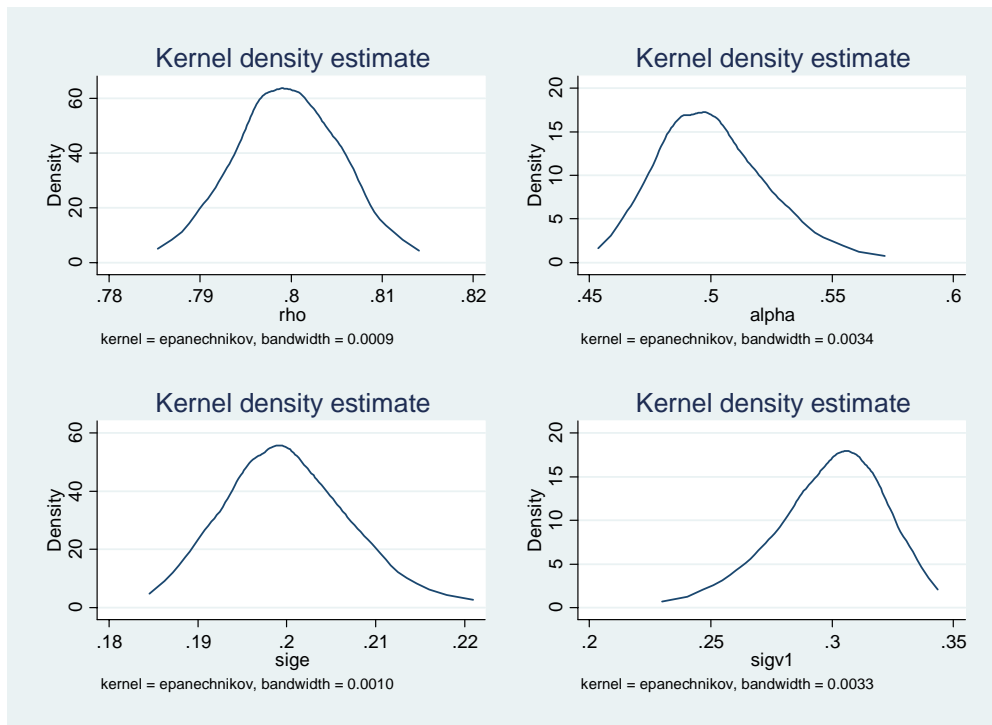 Kernel density estimate
Density
60
40
20
0
.78 .79 .8 .81 .82
rho
kernel = epanechnikov, bandwidth = 0.0009
Kernel density estimate
Density
20
15
10
5
0
.45 .5 .55 .6
alpha
kernel = epanechnikov, bandwidth = 0.0034
Kernel density estimate
Density
60
40
20
0
.18 .19 .2 .21 .22
sige
kernel = epanechnikov, bandwidth = 0.0010
Kernel density estimate
Density
20
15
10
5
0
.2 .25 .3 .35
sigv1
kernel = epanechnikov, bandwidth = 0.0033